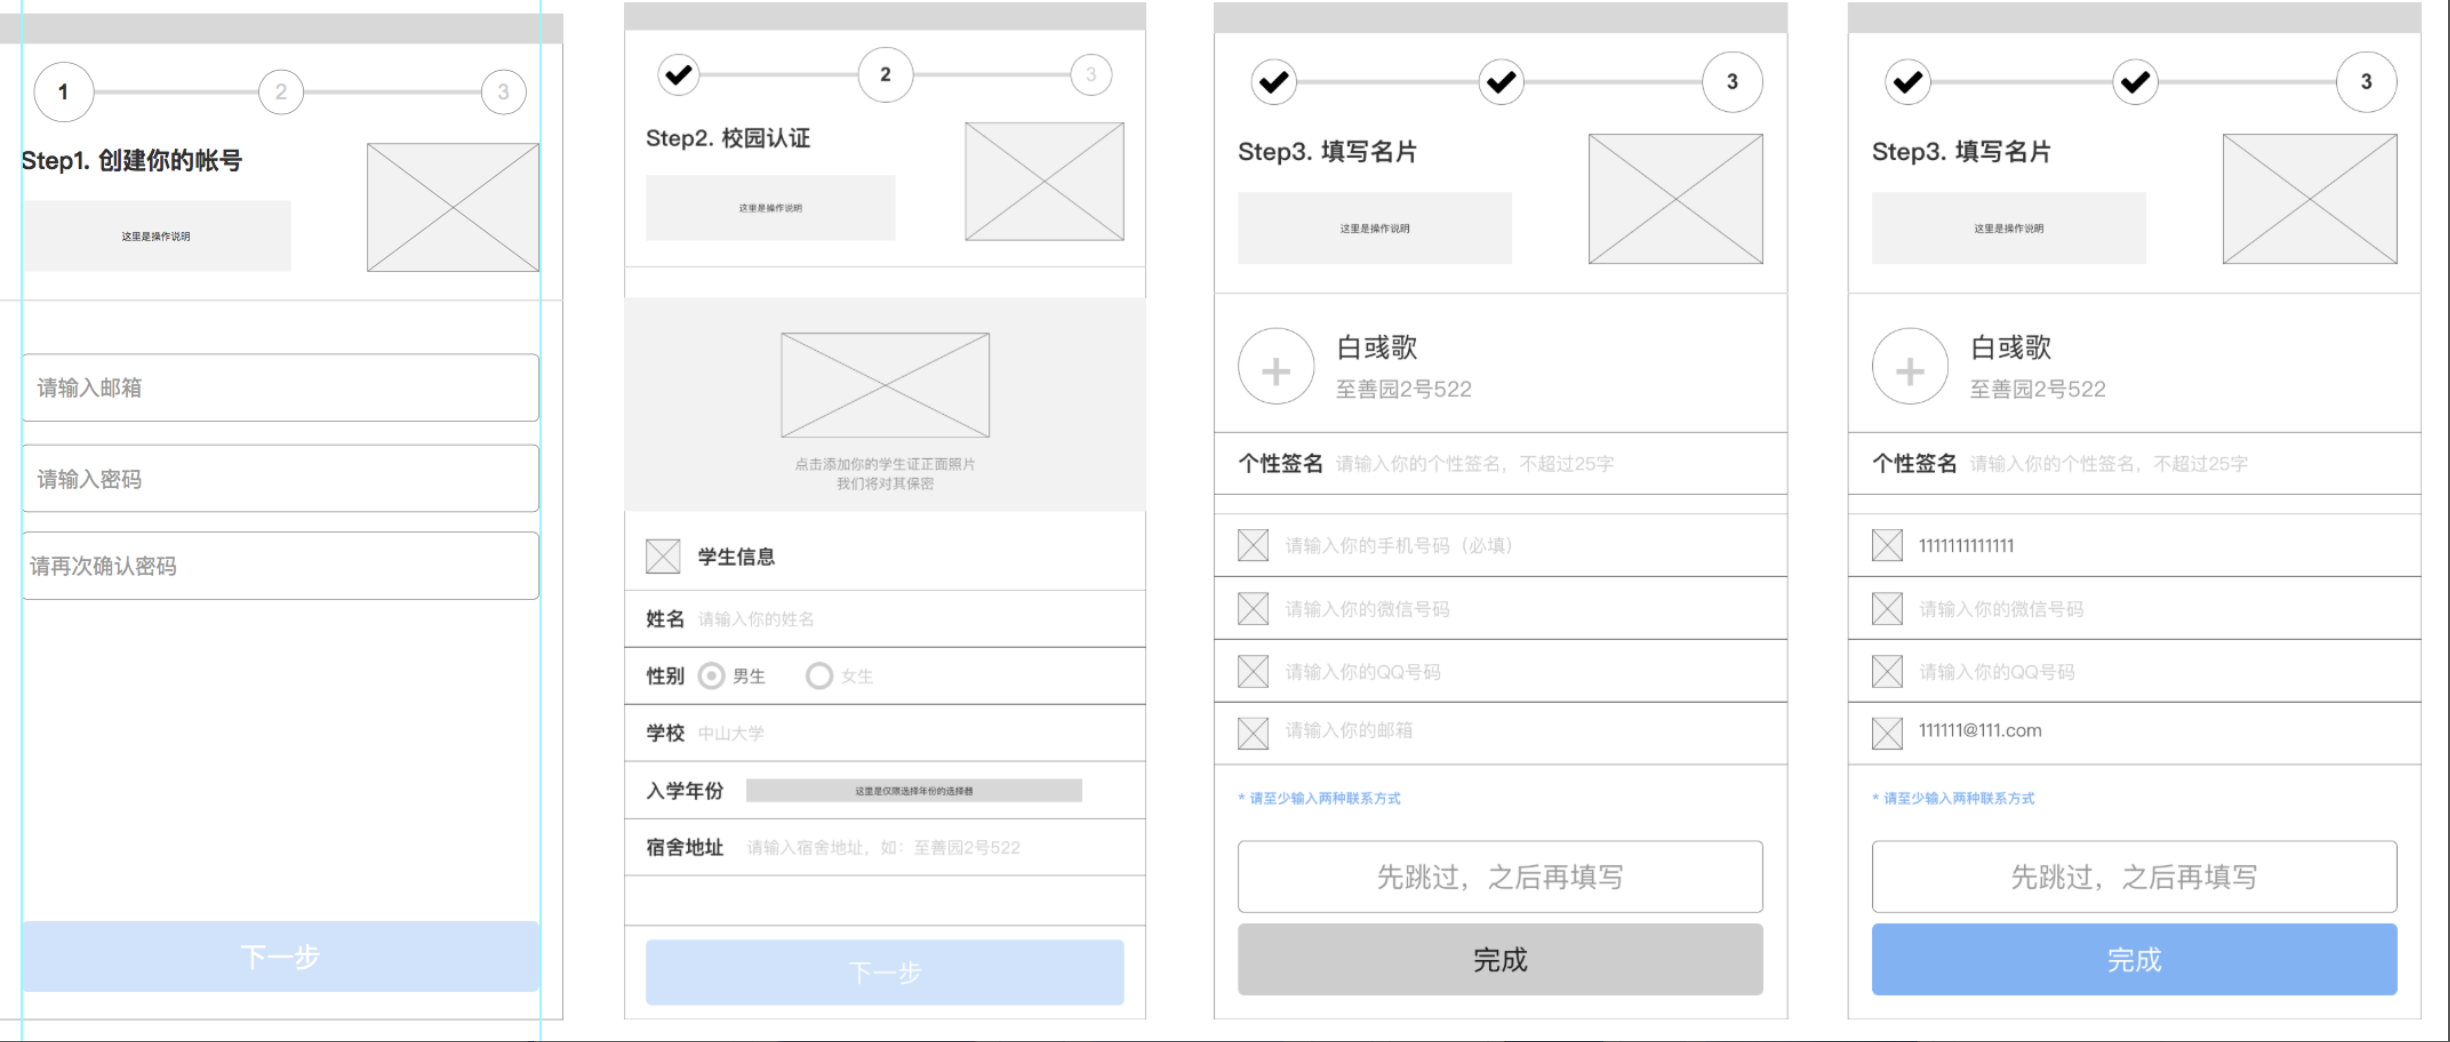 1
2
3
Step1. 创建你的帐号
这里是操作说明
请输入邮箱
请输入密码
请再次确认密码
下一步
2
3
Step2. 校园认证
这里是操作说明
点击添加你的学生证正面照片
我们将对其保密
学生信息
姓名 请输入你的姓名
性别 男生 女生
学校 中山大学
入学年份 这里是仅限选择年份的选择器
宿舍地址 请输入宿舍地址，如：至善园2号522
下一步
3
Step3. 填写名片
这里是操作说明
白彧歌
至善园2号522
个性签名 请输入你的个性签名，不超过25字
请输入你的手机号码（必填）
请输入你的微信号码
请输入你的QQ号码
请输入你的邮箱
* 请至少输入两种联系方式
先跳过，之后再填写
完成
3
Step3. 填写名片
这里是操作说明
白彧歌
至善园2号522
个性签名 请输入你的个性签名，不超过25字
1111111111111
请输入你的微信号码
请输入你的QQ号码
111111@111.com
* 请至少输入两种联系方式
先跳过，之后再填写
完成